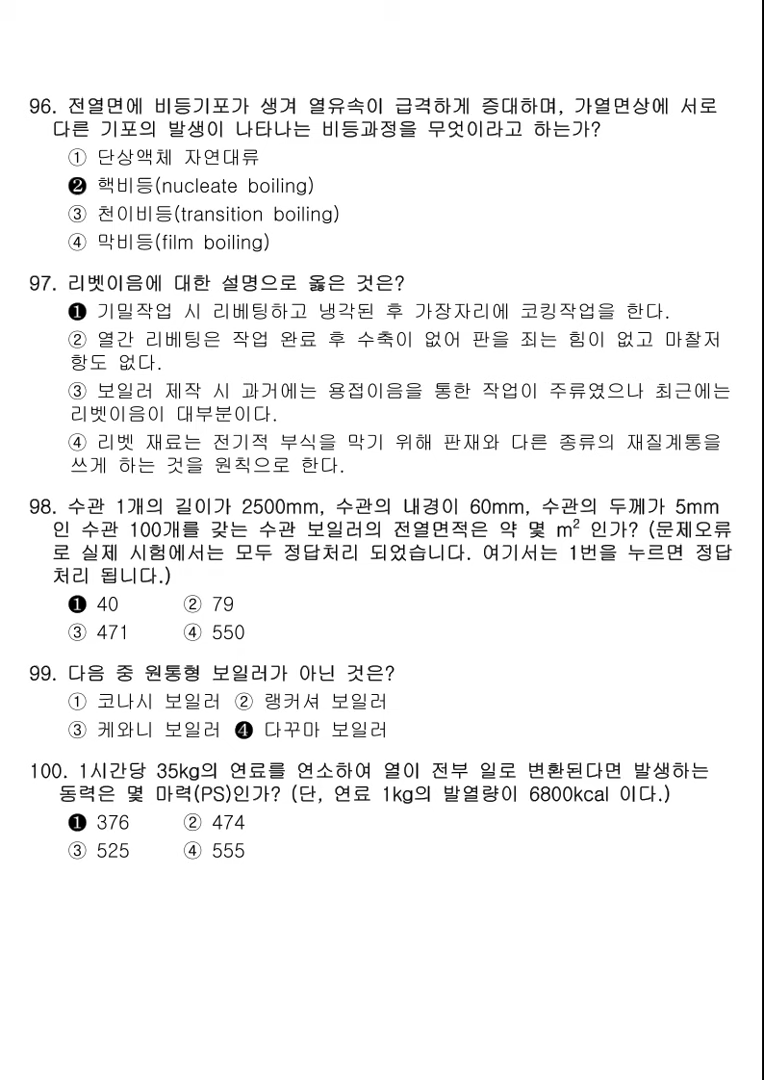 96. 전열면에 비등기포가 생겨 열유속이 급격하게 증대하며, 가열면상에 서로
다른 기포의 발생이 나타나는 비등과정을 무엇이라고 하는가?
① 단상액체 자연대류
❷ 핵비등(nucleate boiling)
③ 천이비등(transition boiling)
④ 막비등(film boiling)
97. 리벳이음에 대한 설명으로 옳은 것은?
❶ 기밀작업 시 리베팅하고 냉각된 후 가장자리에 코킹작업을 한다.
② 열간 리베팅은 작업 완료 후 수축이 없어 판을 죄는 힘이 없고 마찰저
항도 없다.
③ 보일러 제작 시 과거에는 용접이음을 통한 작업이 주류였으나 최근에는
리벳이음이 대부분이다.
④ 리벳 재료는 전기적 부식을 막기 위해 판재와 다른 종류의 재질계통을
쓰게 하는 것을 원칙으로 한다.
98. 수관 1개의 길이가 2500mm, 수관의 내경이 60mm, 수관의 두께가 5mm
인 수관 100개를 갖는 수관 보일러의 전열면적은 약 몇 m² 인가? (문제오류
로 실제 시험에서는 모두 정답처리 되었습니다. 여기서는 1번을 누르면 정답
처리 됩니다.)
❶ 40 ② 79
③ 471 ④ 550
99. 다음 중 원통형 보일러가 아닌 것은?
① 코나시 보일러 ② 랭커셔 보일러
③ 케와니 보일러 ❹ 다꾸마 보일러
100. 1시간당 35kg의 연료를 연소하여 열이 전부 일로 변환된다면 발생하는
동력은 몇 마력(PS)인가? (단, 연료 1kg의 발열량이 6800kcal 이다.)
❶ 376 ② 474
③ 525 ④ 555